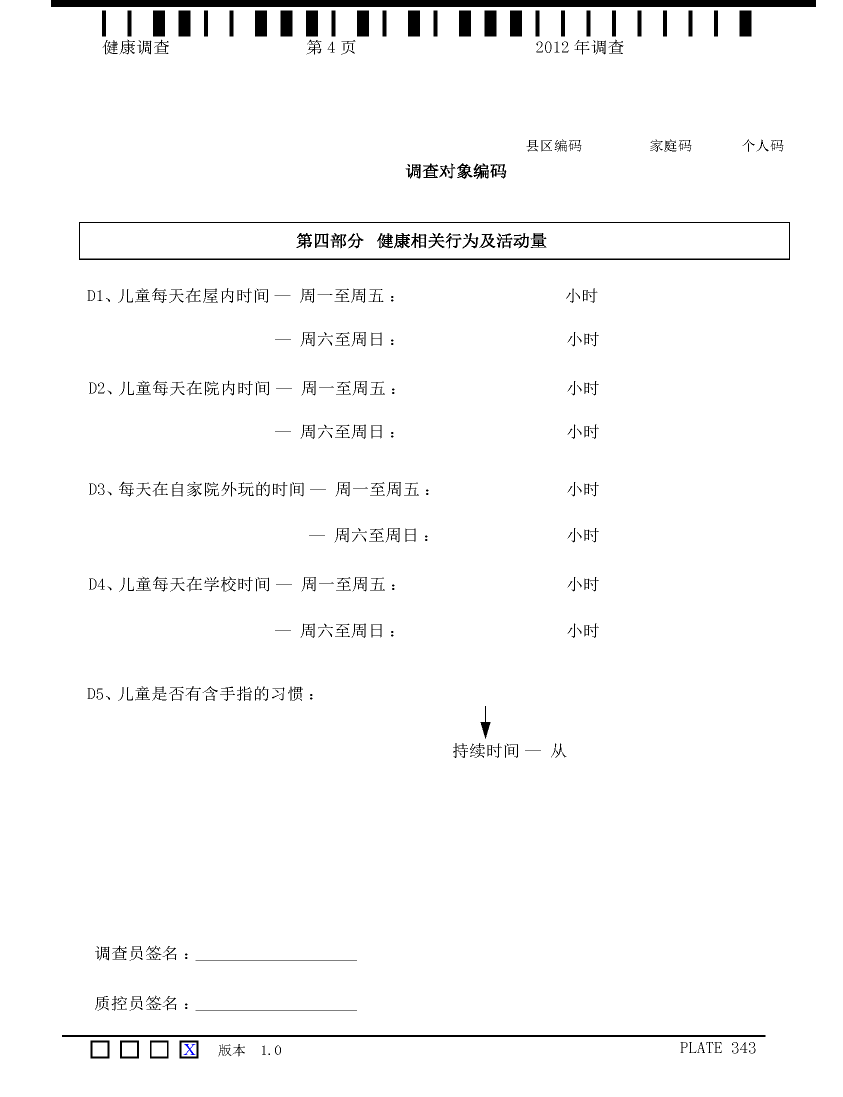 健康调查 第 4 页 2012 年调查
县区编码 家庭码 个人码
调查对象编码
第四部分 健康相关行为及活动量
D1、儿童每天在屋内时间 — 周一至周五： 小时
— 周六至周日： 小时
D2、儿童每天在院内时间 — 周一至周五： 小时
— 周六至周日： 小时
D3、每天在自家院外玩的时间 — 周一至周五： 小时
— 周六至周日： 小时
D4、儿童每天在学校时间 — 周一至周五： 小时
— 周六至周日： 小时
D5、儿童是否有含手指的习惯：
持续时间 — 从
调查员签名：___________________
质控员签名：___________________
X 版本 1.0 PLATE 343